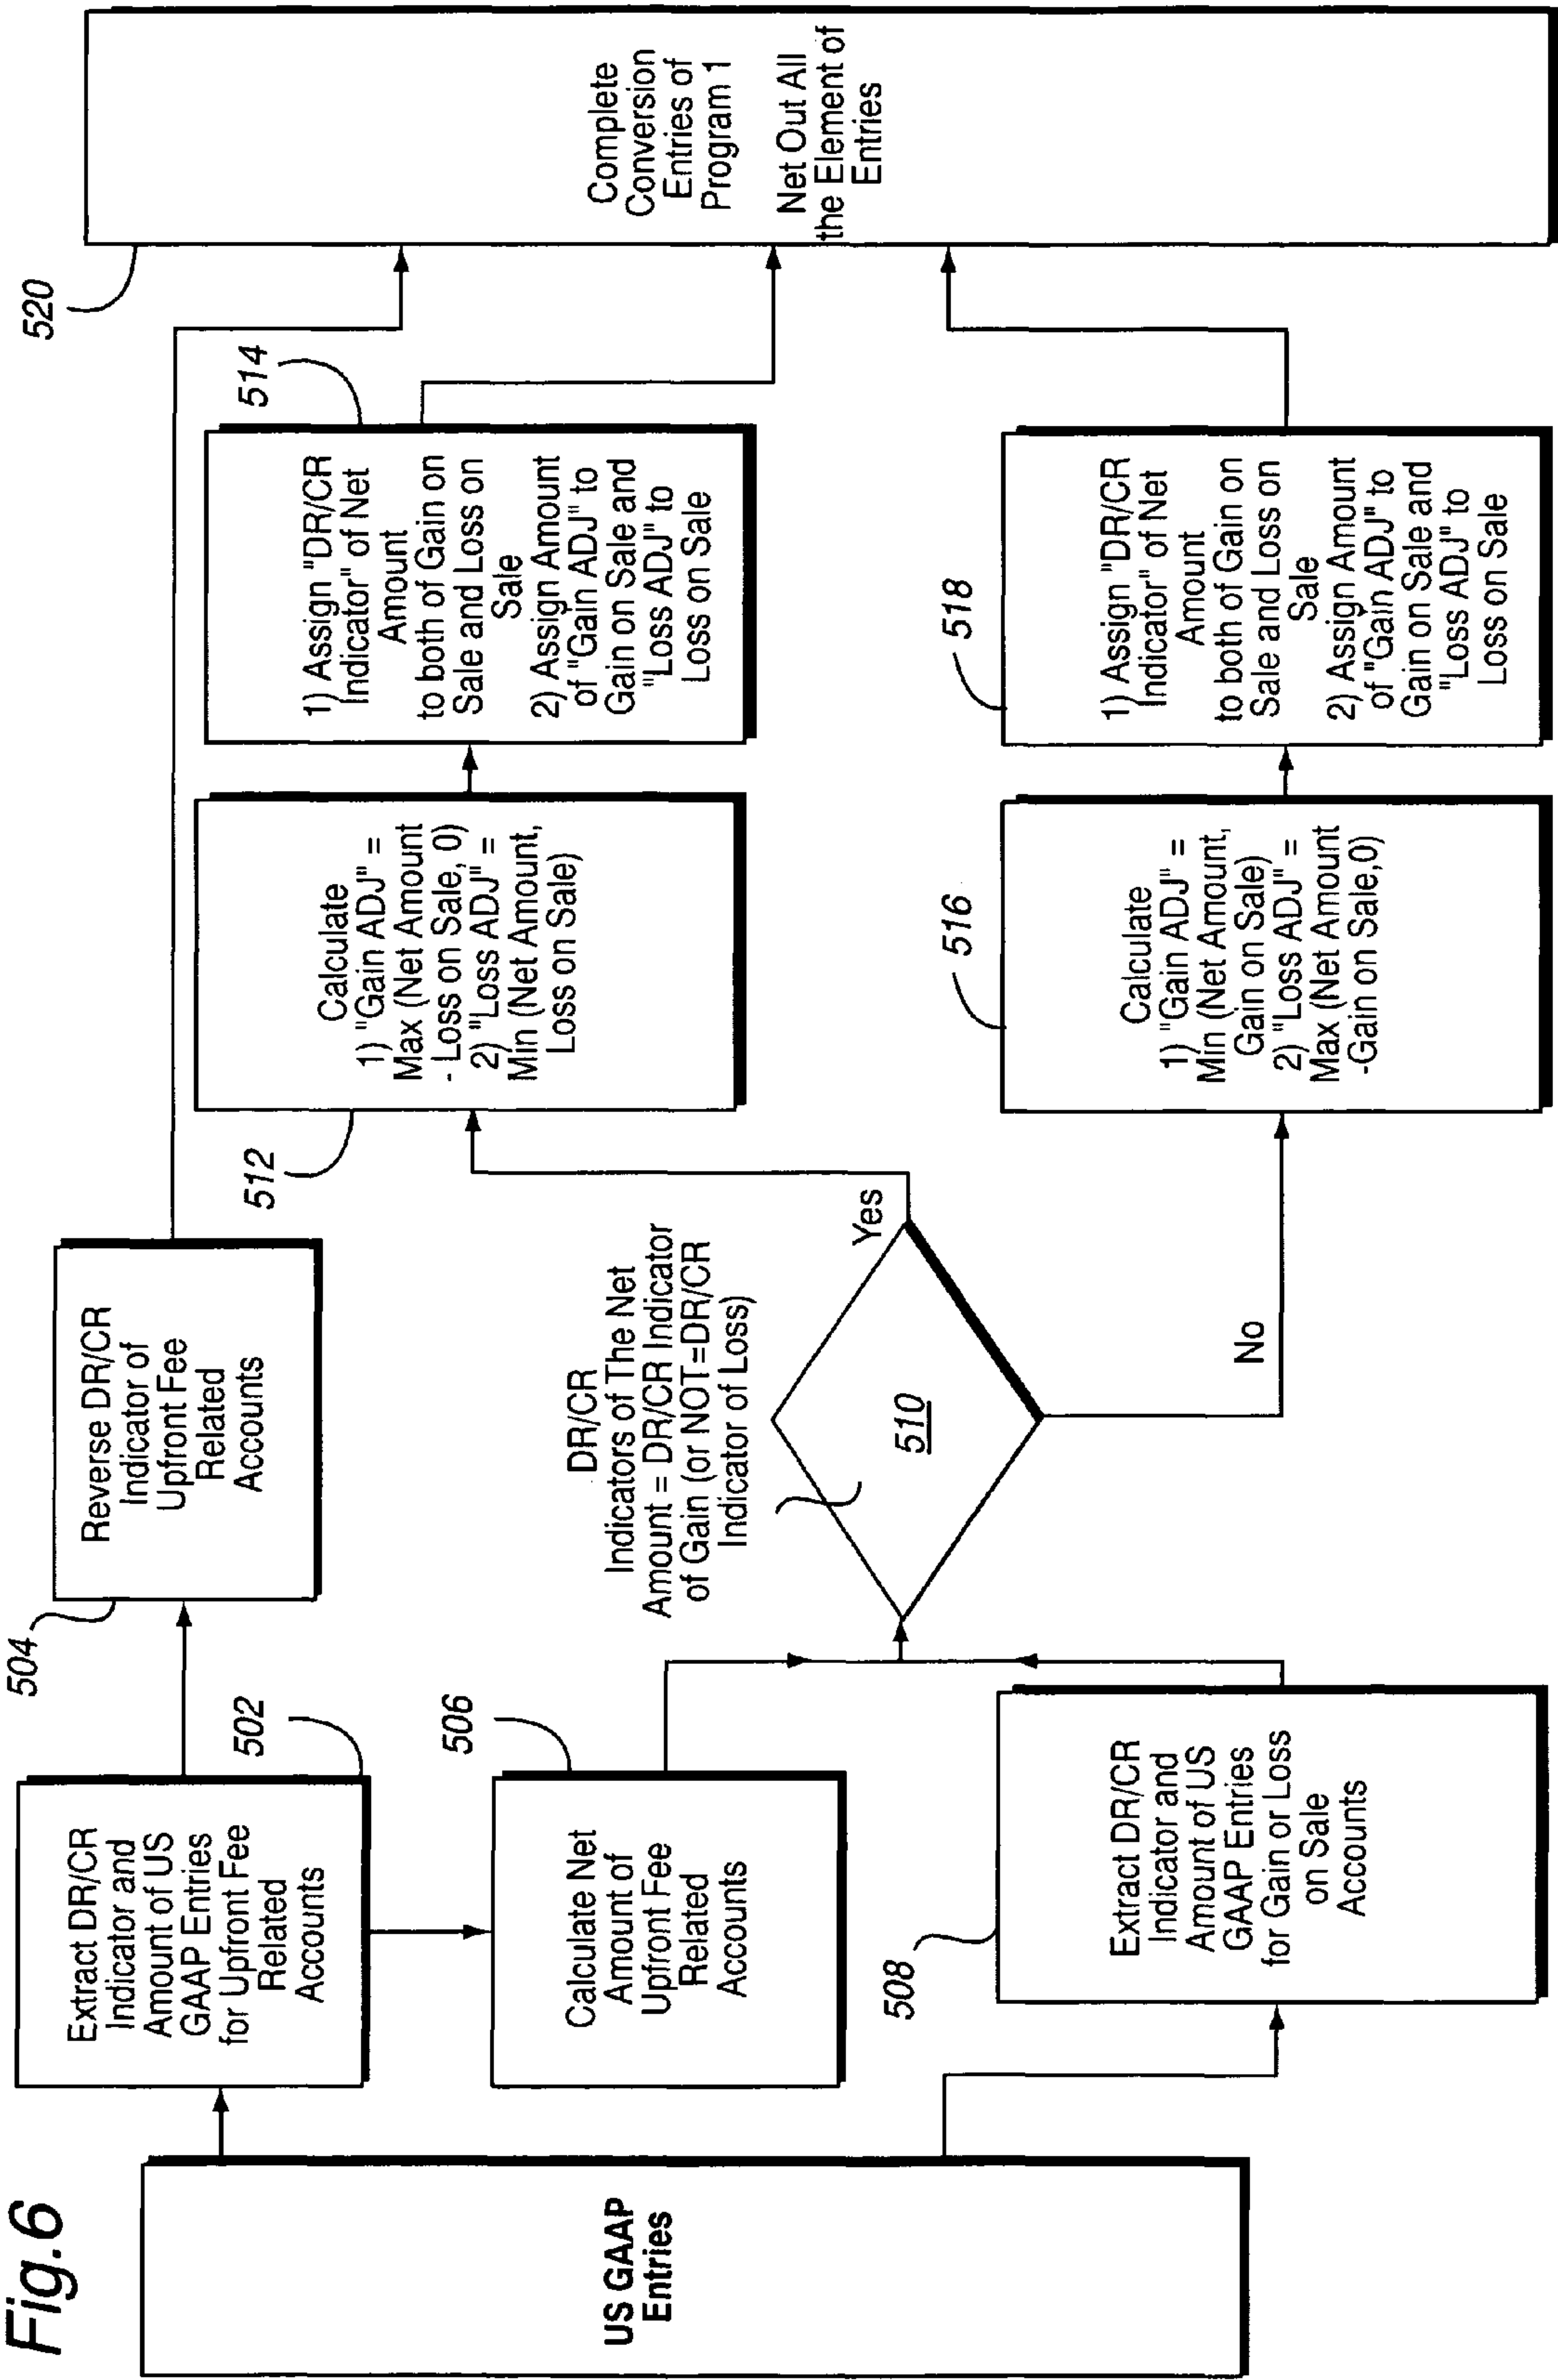 Fig.6
US GAAP
Entries
502
Extract DR/CR
Indicator and
Amount of US
GAAP Entries
for Upfront Fee
Related
Accounts
504
Reverse DR/CR
Indicator of
Upfront Fee
Related
Accounts
506
Calculate Net
Amount of
Upfront Fee
Related
Accounts
508
Extract DR/CR
Indicator and
Amount of US
GAAP Entries
for Gain or Loss
on Sale
Accounts
DR/CR
Indicators of The Net
Amount = DR/CR Indicator
of Gain (or NOT=DR/CR
Indicator of Loss)
510
Yes
No
512
Calculate
1) "Gain ADJ" =
Max (Net Amount
- Loss on Sale, 0)
2) "Loss ADJ" =
Min (Net Amount,
Loss on Sale)
514
1) Assign "DR/CR
Indicator" of Net
Amount
to both of Gain on
Sale and Loss on
Sale
2) Assign Amount
of "Gain ADJ" to
Gain on Sale and
"Loss ADJ" to
Loss on Sale
516
Calculate
1) "Gain ADJ" =
Min (Net Amount,
Gain on Sale)
2) "Loss ADJ" =
Max (Net Amount
-Gain on Sale,0)
518
1) Assign "DR/CR
Indicator" of Net
Amount
to both of Gain on
Sale and Loss on
Sale
2) Assign Amount
of "Gain ADJ" to
Gain on Sale and
"Loss ADJ" to
Loss on Sale
520
Complete
Conversion
Entries of
Program 1
Net Out All
the Element of
Entries